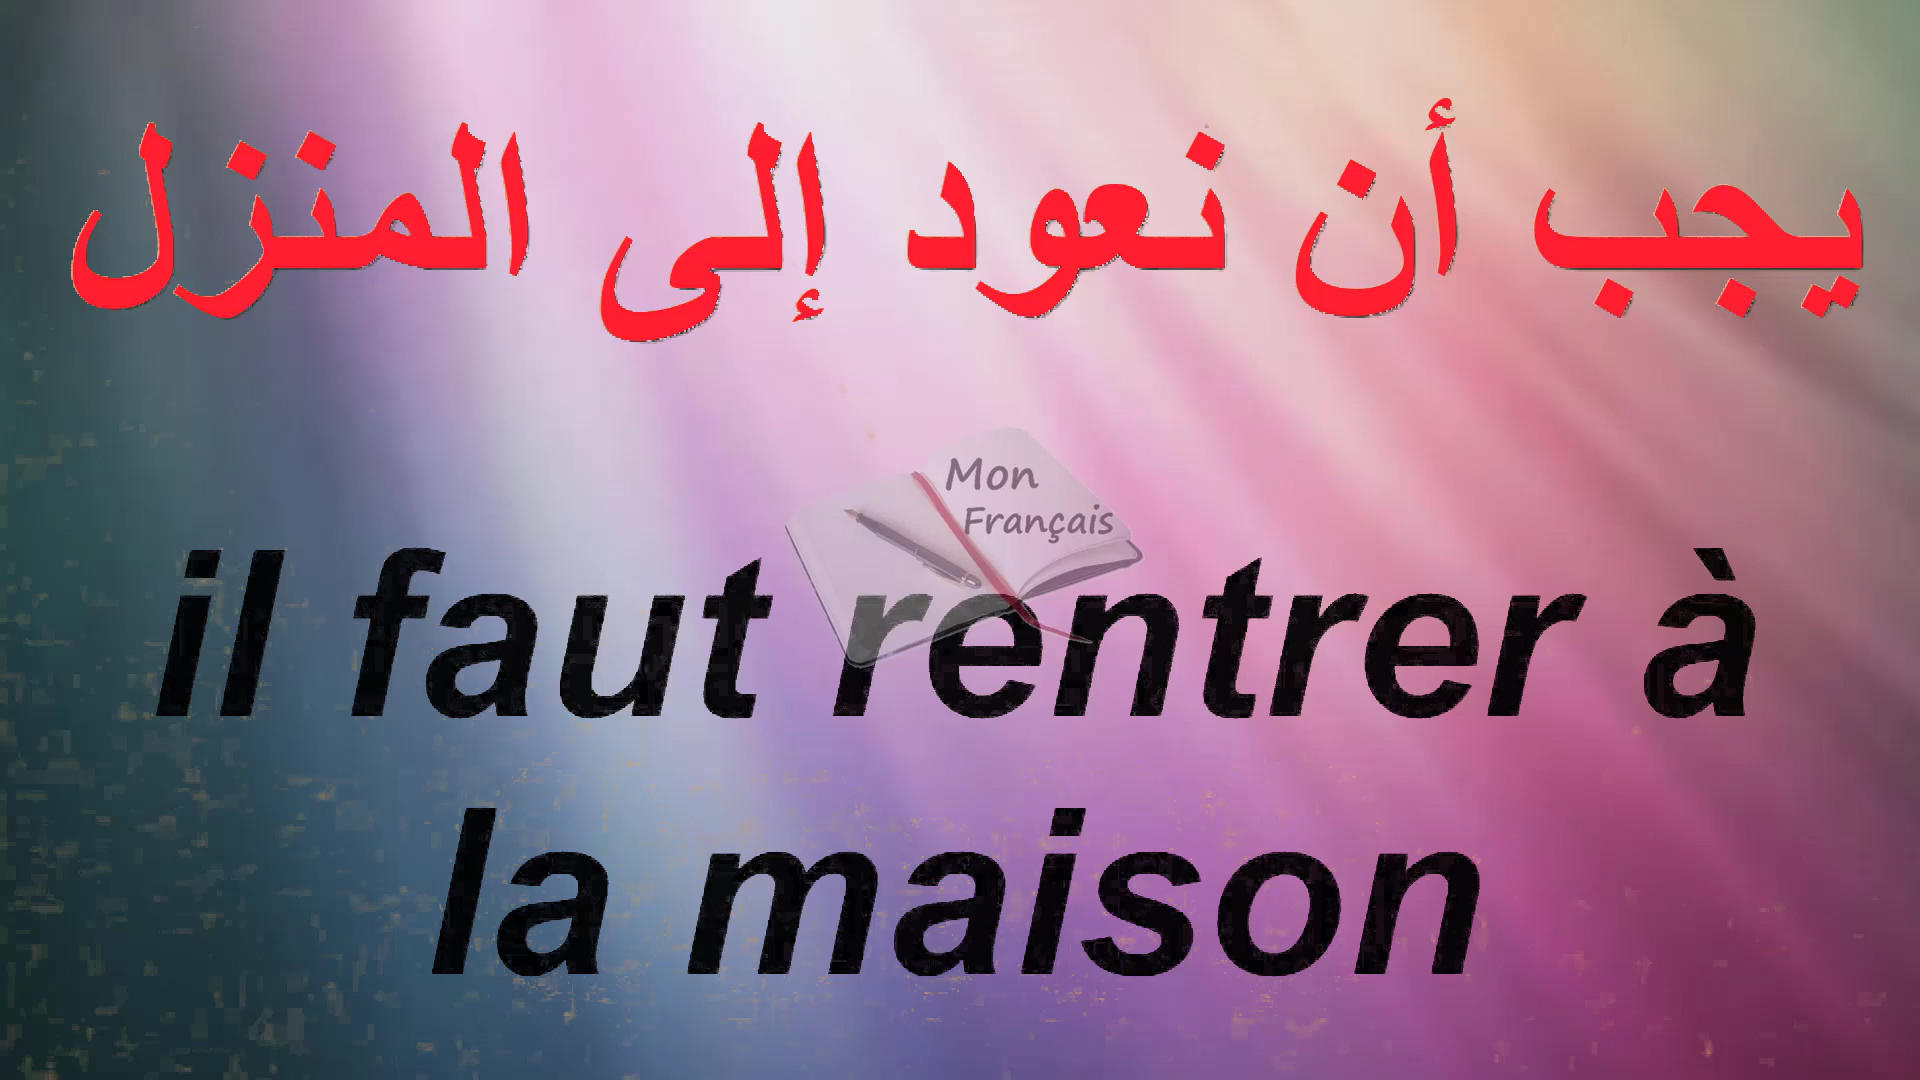 يجب أن نعود إلى المنزل
Mon
Français
il faut rentrer à
la maison